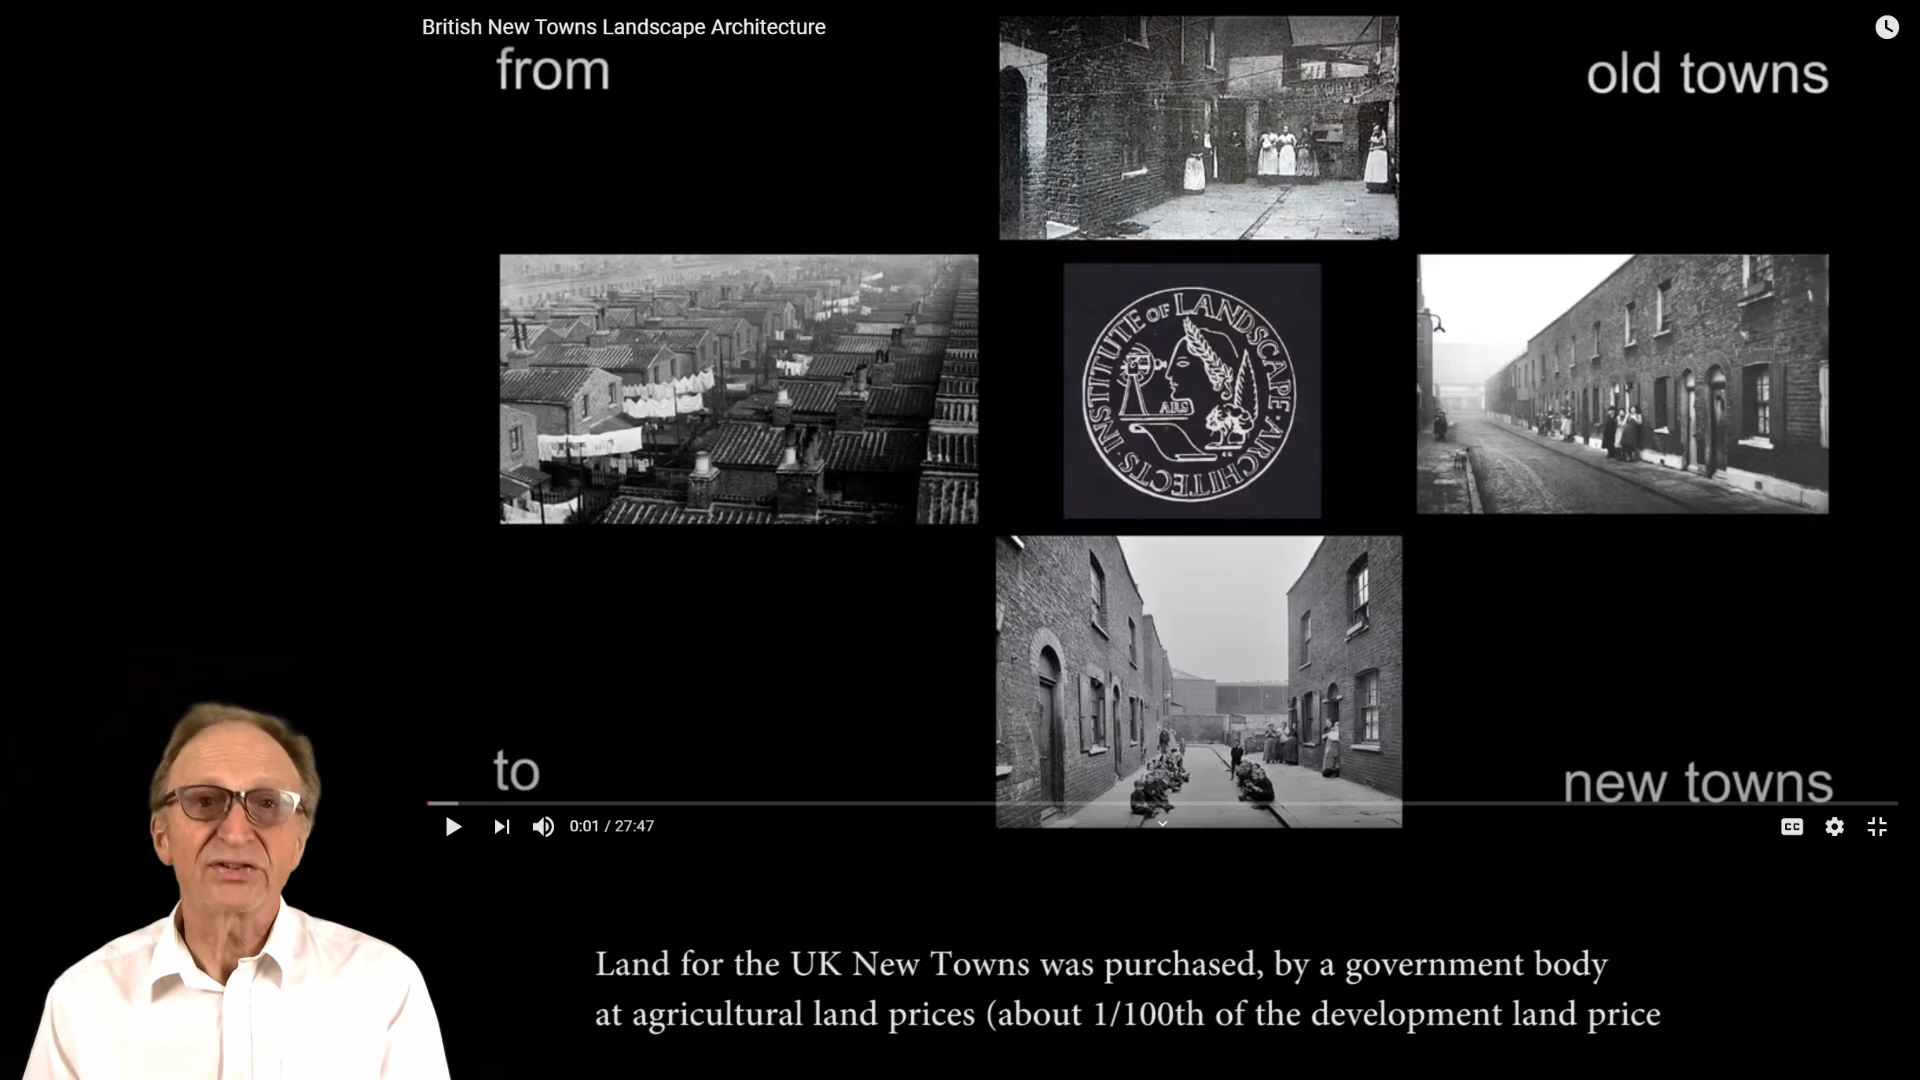 British New Towns Landscape Architecture
from
old towns
INSTITUTE OF LANDSCAPE ARCHITECTS
ARS
to
new towns
0:01 / 27:47
CC
Land for the UK New Towns was purchased, by a government body
at agricultural land prices (about 1/100th of the development land price